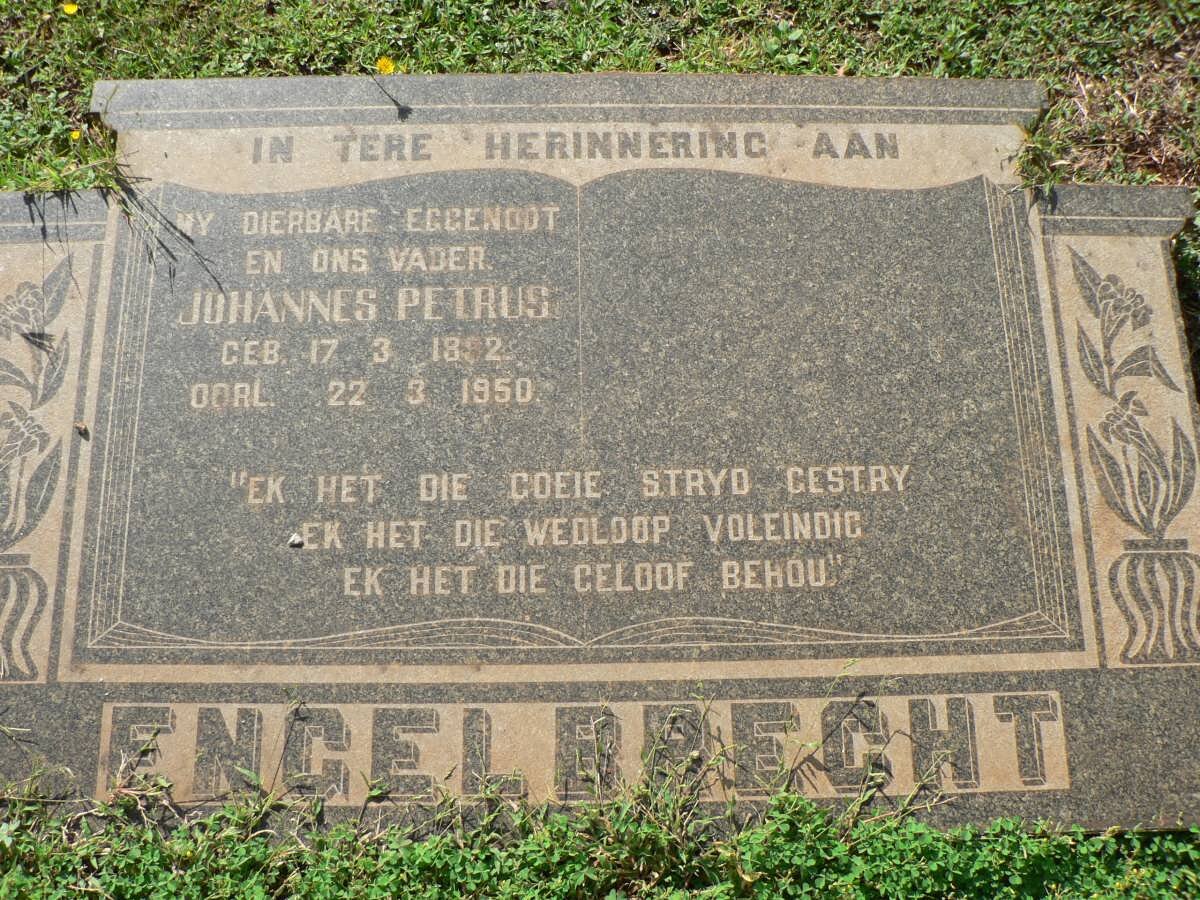 IN TERE HERINNERING AAN
MY DIERBARE EGGENOOT
EN ONS VADER
JOHANNES PETRUS
GEB. 17 3
OORL. 22 3 1950.
"EK HET DIE GOEIE STRYD GESTRY
EK HET DIE WEDLOOP VOLEINDIG
EK HET DIE GELOOF BEHOU."
ENGELBRECHT